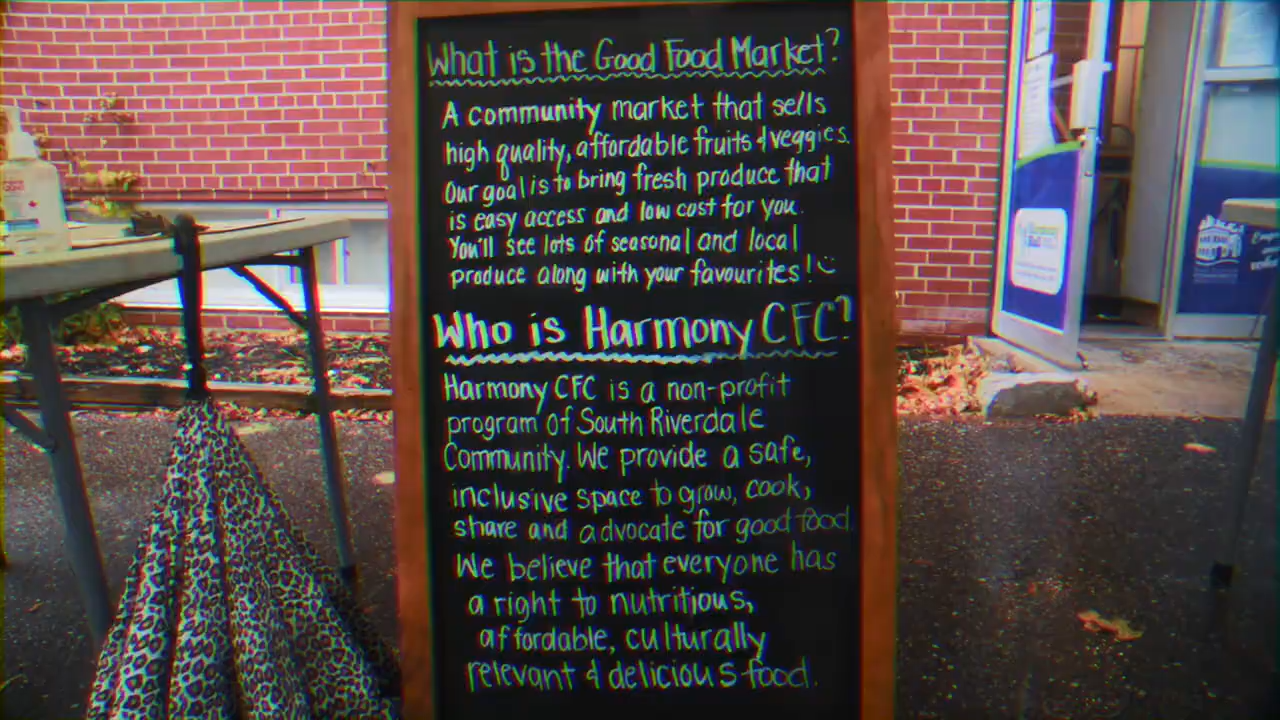 What is the Good Food Market?
A community market that sells
high quality, affordable fruits & veggies.
Our goal is to bring fresh produce that
is easy access and low cost for you.
You'll see lots of seasonal and local
produce along with your favourites! :)
Who is Harmony CFC?
Harmony CFC is a non-profit
program of South Riverdale
Community. We provide a safe,
inclusive space to grow, cook,
share and advocate for good food.
We believe that everyone has
a right to nutritious,
affordable, culturally
relevant & delicious food.